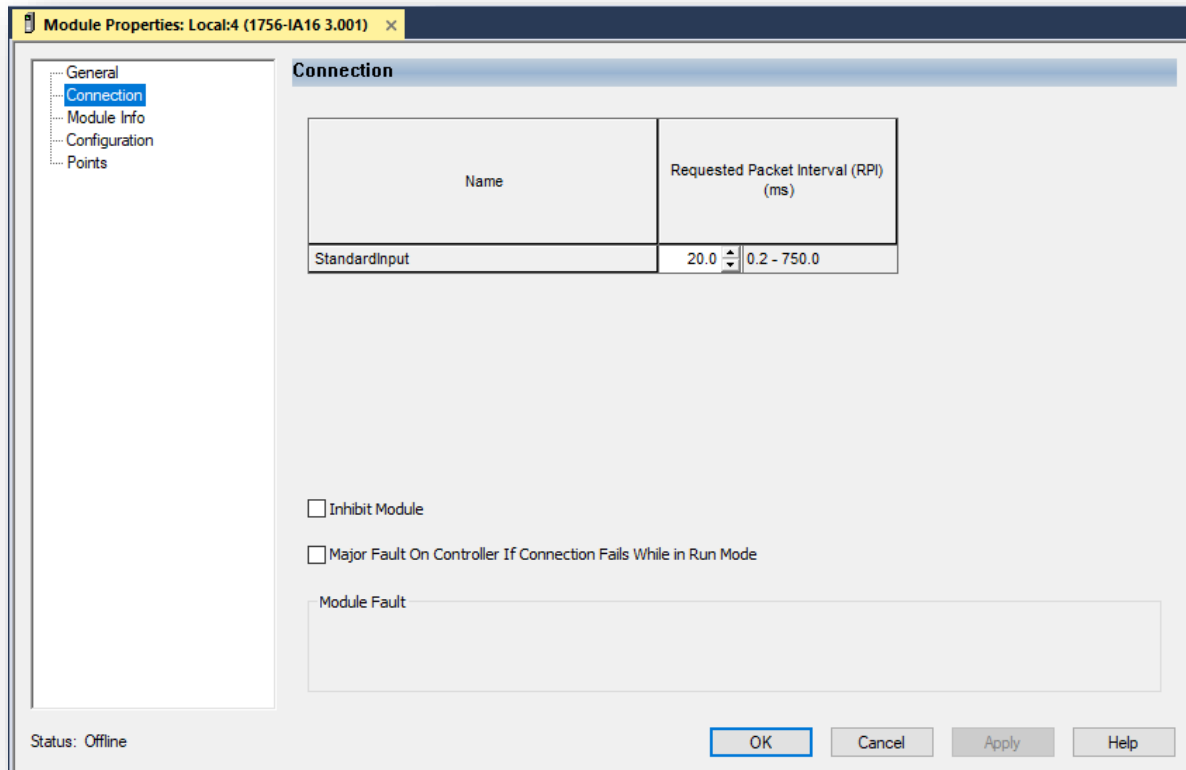 Module Properties: Local:4 (1756-IA16 3.001)
General
Connection
Module Info
Configuration
Points
Connection
Name
Requested Packet Interval (RPI)
(ms)
StandardInput
20.0
0.2 - 750.0
Inhibit Module
Major Fault On Controller If Connection Fails While in Run Mode
Module Fault
Status: Offline
OK
Cancel
Apply
Help